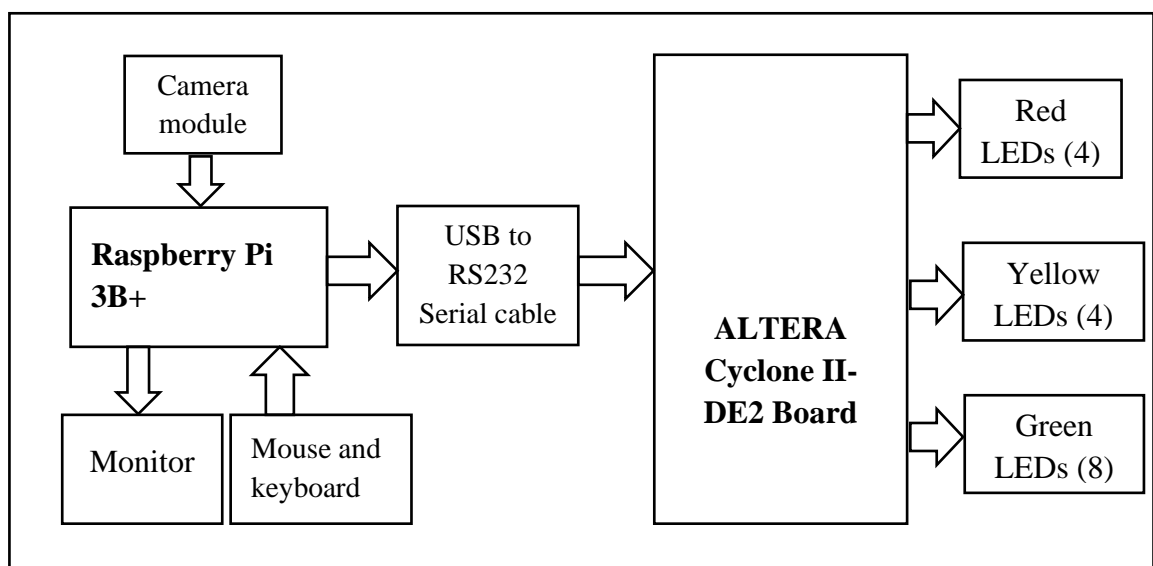 Camera
module
Raspberry Pi
3B+
USB to
RS232
Serial cable
Monitor
Mouse and
keyboard
ALTERA
Cyclone II-
DE2 Board
Red
LEDs (4)
Yellow
LEDs (4)
Green
LEDs (8)